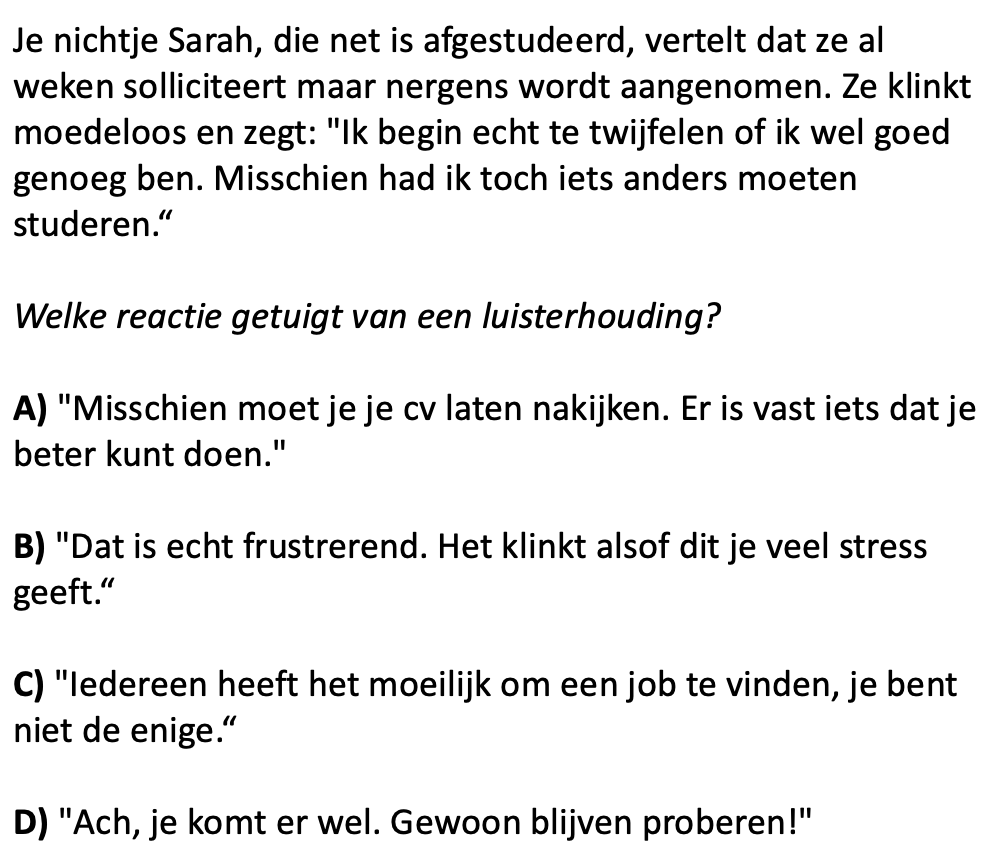 Je nichtje Sarah, die net is afgestudeerd, vertelt dat ze al
weken solliciteert maar nergens wordt aangenomen. Ze klinkt
moedeloos en zegt: "Ik begin echt te twijfelen of ik wel goed
genoeg ben. Misschien had ik toch iets anders moeten
studeren.“
Welke reactie getuigt van een luisterhouding?
A) "Misschien moet je je cv laten nakijken. Er is vast iets dat je
beter kunt doen."
B) "Dat is echt frustrerend. Het klinkt alsof dit je veel stress
geeft.“
C) "Iedereen heeft het moeilijk om een job te vinden, je bent
niet de enige.“
D) "Ach, je komt er wel. Gewoon blijven proberen!"